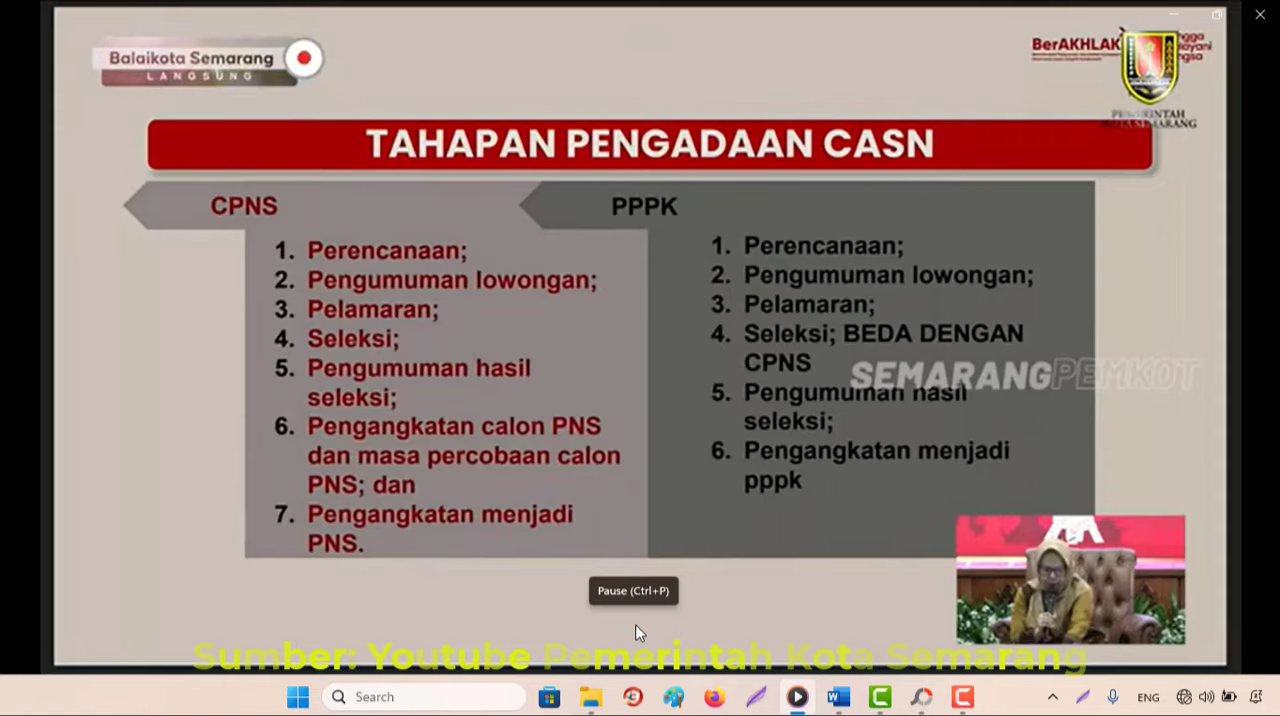 Balaikota Semarang
LANGSUNG
BerAKHLAK
PEMERINTAH
KOTA SEMARANG
TAHAPAN PENGADAAN CASN
CPNS
1. Perencanaan;
2. Pengumuman lowongan;
3. Pelamaran;
4. Seleksi;
5. Pengumuman hasil
seleksi;
6. Pengangkatan calon PNS
dan masa percobaan calon
PNS; dan
7. Pengangkatan menjadi
PNS.
PPPK
1. Perencanaan;
2. Pengumuman lowongan;
3. Pelamaran;
4. Seleksi; BEDA DENGAN
CPNS
5. Pengumuman hasil
seleksi;
6. Pengangkatan menjadi
pppk
SEMARANGPEMKOT
Pause (Ctrl+P)
Sumber: Youtube Pemerintah Kota Semarang
Search
ENG